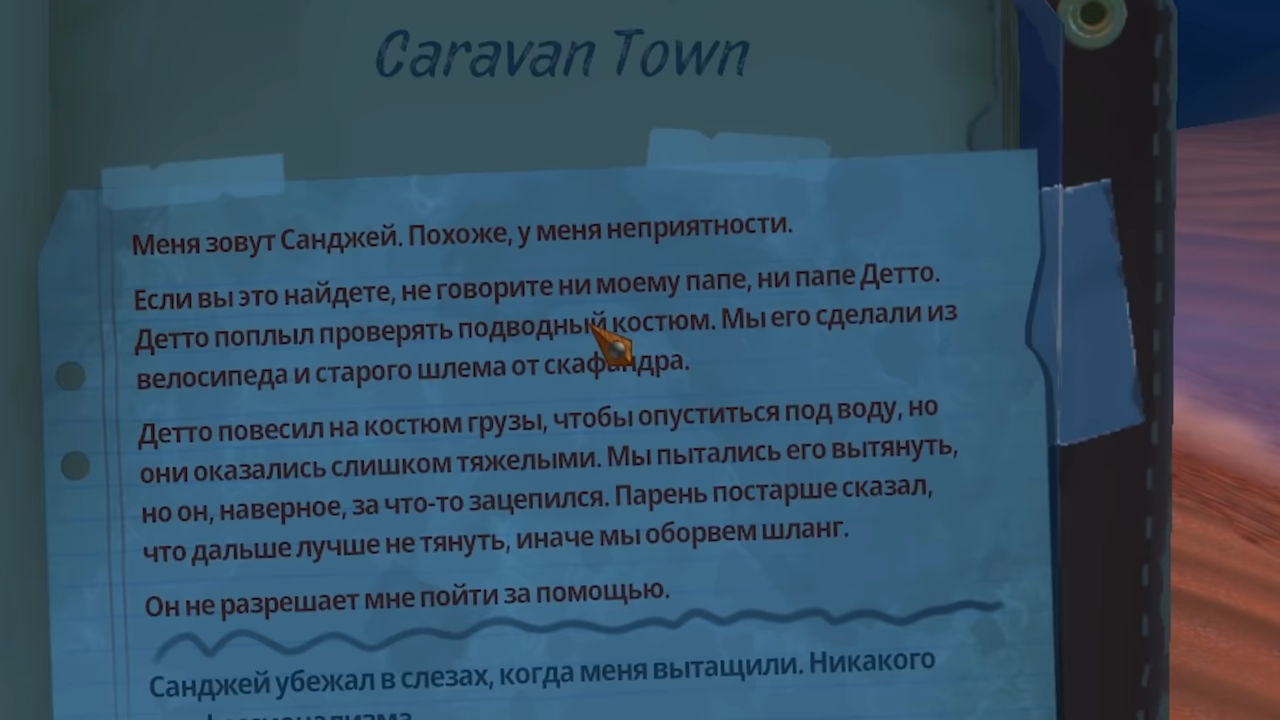 Caravan Town
Меня зовут Санджей. Похоже, у меня неприятности.
Если вы это найдете, не говорите ни моему папе, ни папе Детто.
Детто поплыл проверять подводный костюм. Мы его сделали из
велосипеда и старого шлема от скафандра.
Детто повесил на костюм грузы, чтобы опуститься под воду, но
они оказались слишком тяжелыми. Мы пытались его вытянуть,
но он, наверное, за что-то зацепился. Парень постарше сказал,
что дальше лучше не тянуть, иначе мы оборвем шланг.
Он не разрешает мне пойти за помощью.
Санджей убежал в слезах, когда меня вытащили. Никакого